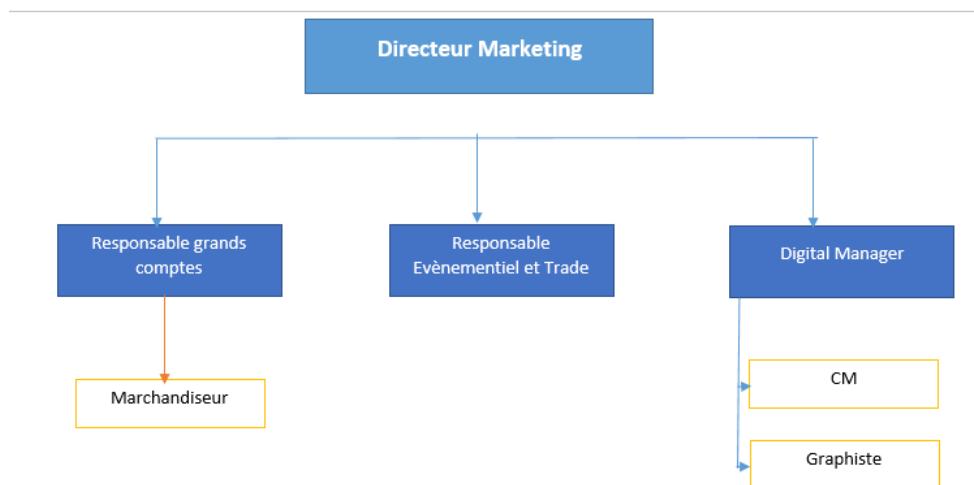 Directeur Marketing
Responsable grands
comptes
Responsable
Evènementiel et Trade
Digital Manager
Marchandiseur
CM
Graphiste